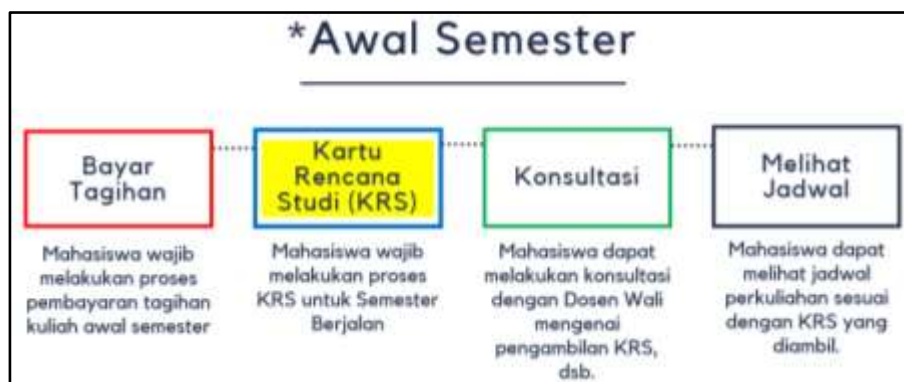 *Awal Semester
Bayar
Tagihan
Mahasiswa wajib
melakukan proses
pembayaran tagihan
kuliah awal semester
Kartu
Rencana
Studi (KRS)
Mahasiswa wajib
melakukan proses
KRS untuk Semester
Berjalan
Konsultasi
Mahasiswa dapat
melakukan konsultasi
dengan Dosen Wali
mengenai
pengambilan KRS,
dsb.
Melihat
Jadwal
Mahasiswa dapat
melihat jadwal
perkuliahan sesuai
dengan KRS yang
diambil.